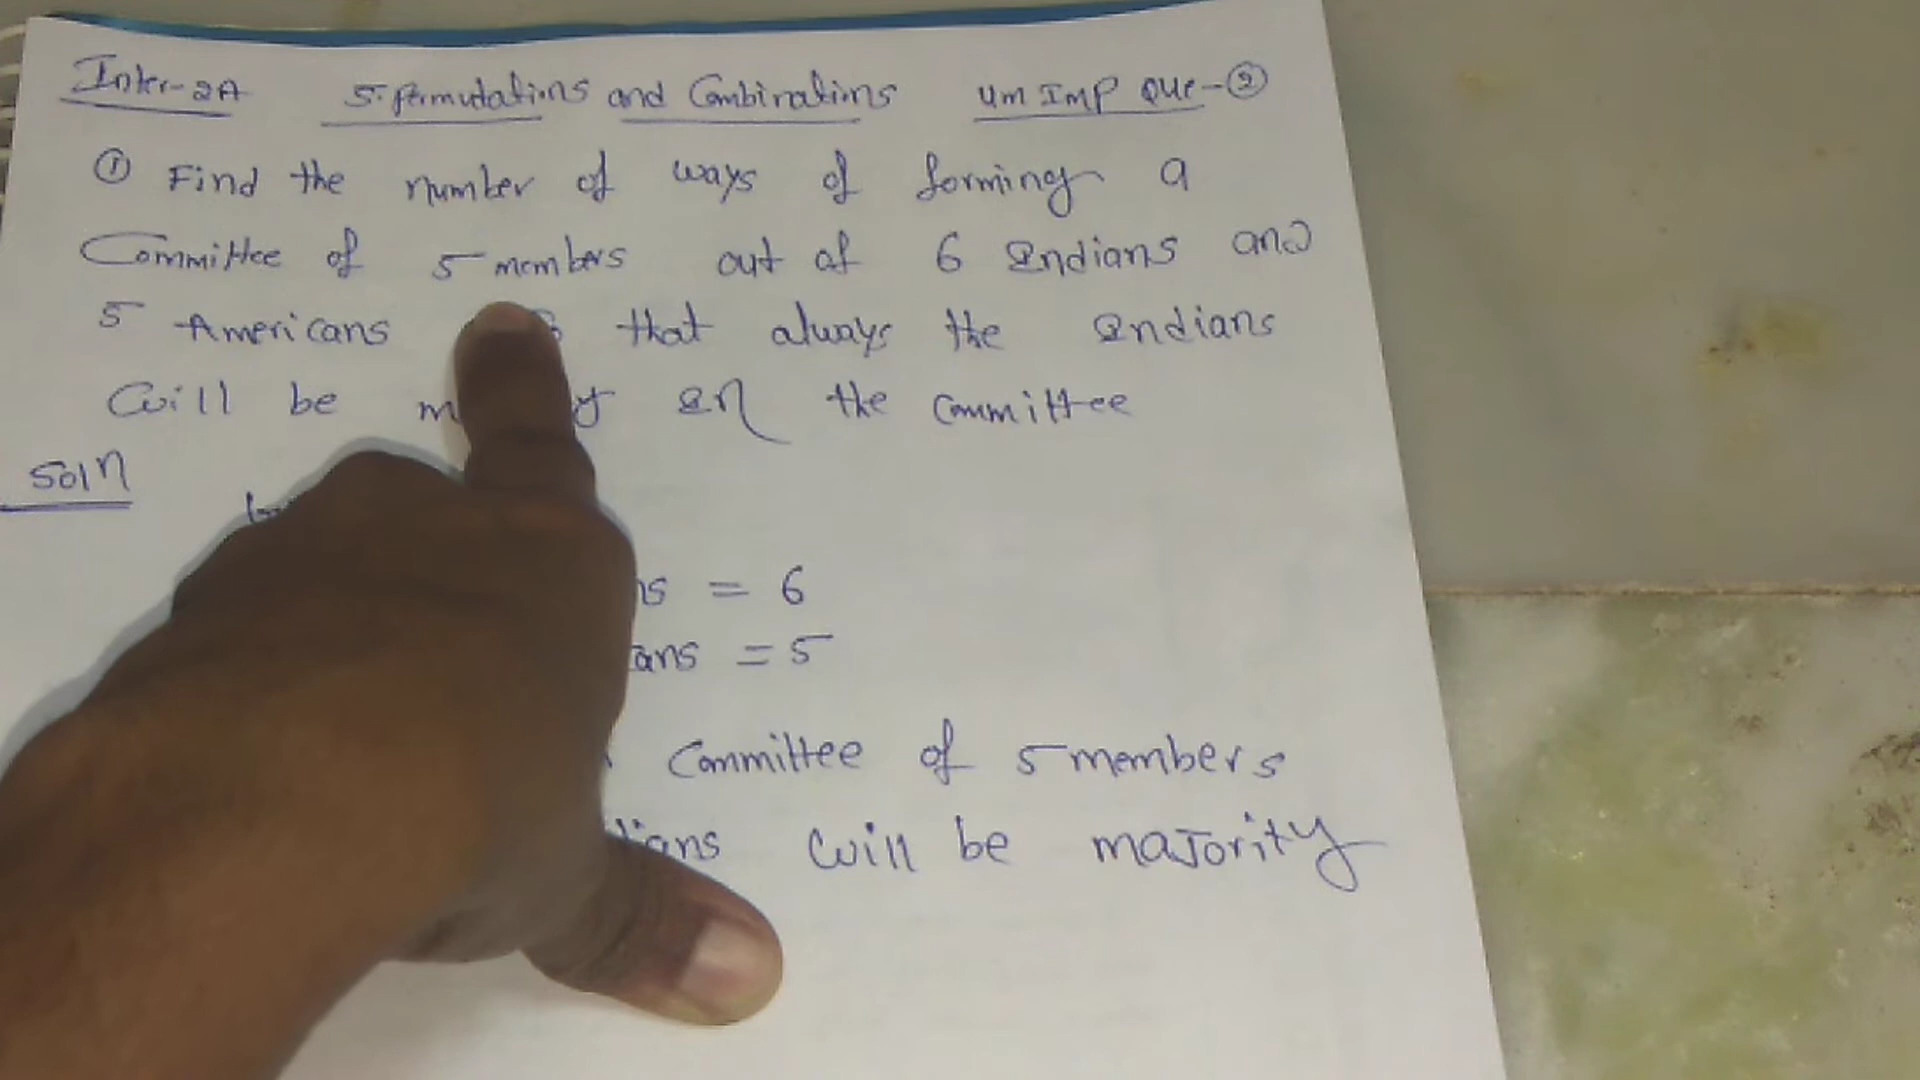 Inter-2A 5. Permutations and Combinations 4m Imp Que-②
① Find the number of ways of forming a
Committee of 5 members out of 6 Indians and
5 Americans that always the Indians
will be in the committee
Soln
= 6
= 5
Committee of 5 members
will be majority